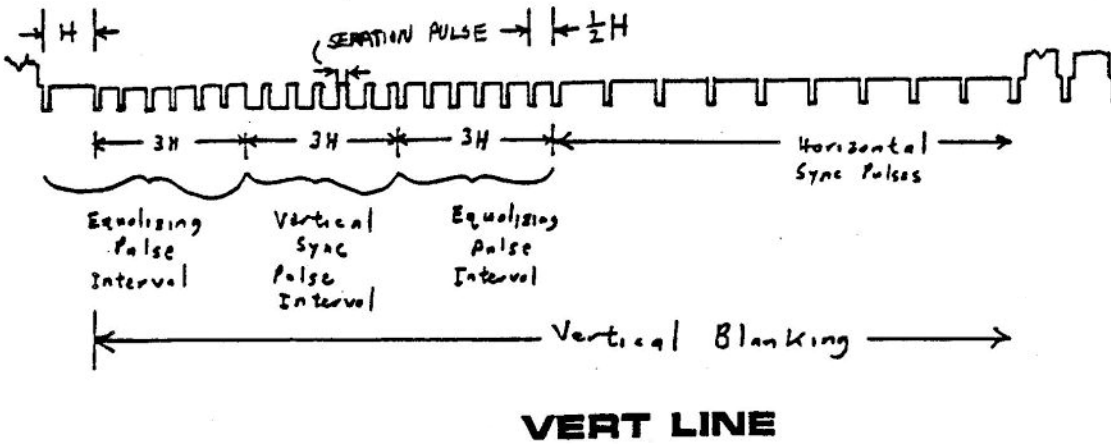 H
SERATION PULSE
½H
3H
3H
3H
Horizontal
Sync Pulses
Equalizing
Pulse
Interval
Vertical
Sync
Pulse
Interval
Equalizing
Pulse
Interval
Vertical Blanking
VERT LINE